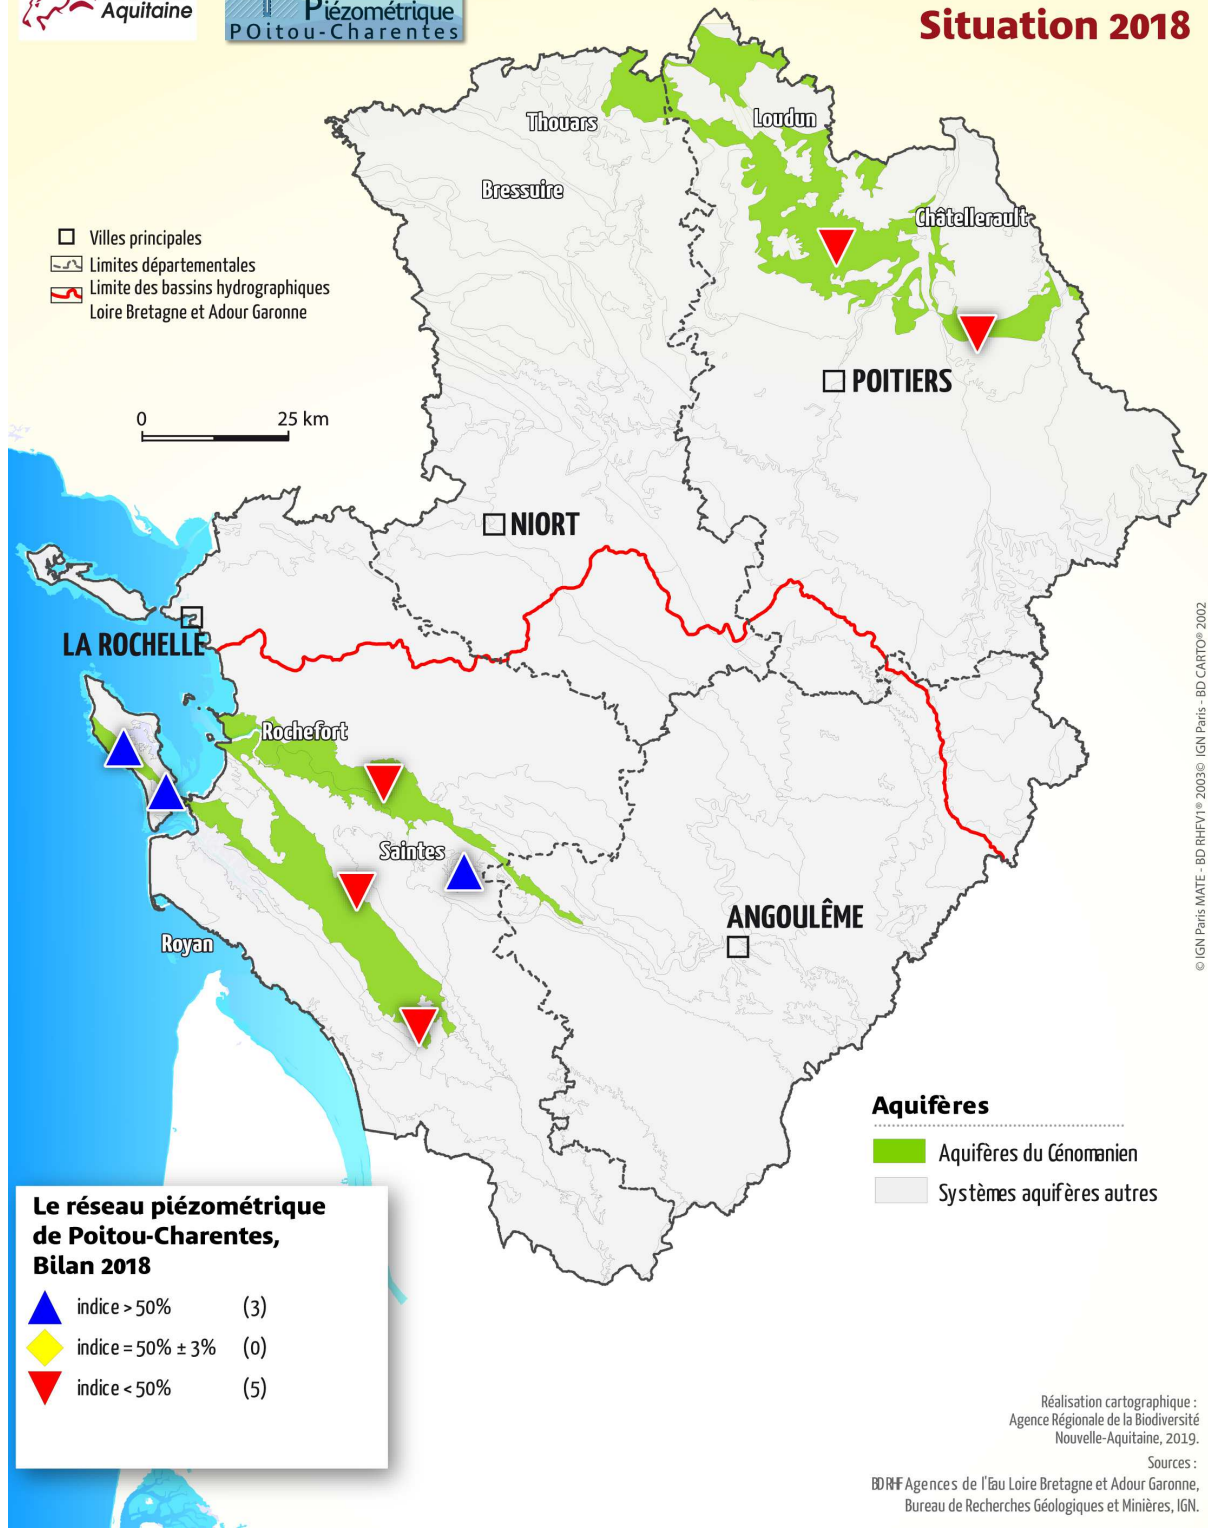 Aquitaine
Piézométrique
POitou-Charentes
Situation 2018
Thouars
Loudun
Bressuire
Châtellerault
Villes principales
Limites départementales
Limite des bassins hydrographiques
Loire Bretagne et Adour Garonne
POITIERS
0 25 km
NIORT
LA ROCHELLE
Rochefort
Saintes
ANGOULÊME
Royan
© IGN Paris MATE - BD RHFV1® 2003© IGN Paris - BD CARTO® 2002
Aquifères
Aquifères du Cénomanien
Systèmes aquifères autres
Le réseau piézométrique
de Poitou-Charentes,
Bilan 2018
indice > 50% (3)
indice = 50% ± 3% (0)
indice < 50% (5)
Réalisation cartographique :
Agence Régionale de la Biodiversité
Nouvelle-Aquitaine, 2019.
Sources :
BD RHF Agences de l'Eau Loire Bretagne et Adour Garonne,
Bureau de Recherches Géologiques et Minières, IGN.